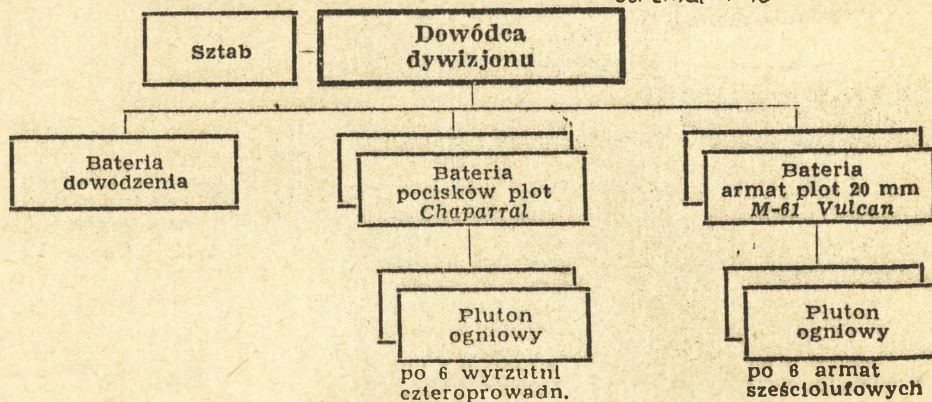 Sztab
Dowódca
dywizjonu
Bateria
dowodzenia
Bateria
pocisków plot
Chaparral
Bateria
armat plot 20 mm
M-61 Vulcan
Pluton
ogniowy
po 6 wyrzutni
czteroprowadn.
Pluton
ogniowy
po 6 armat
sześciolufowych